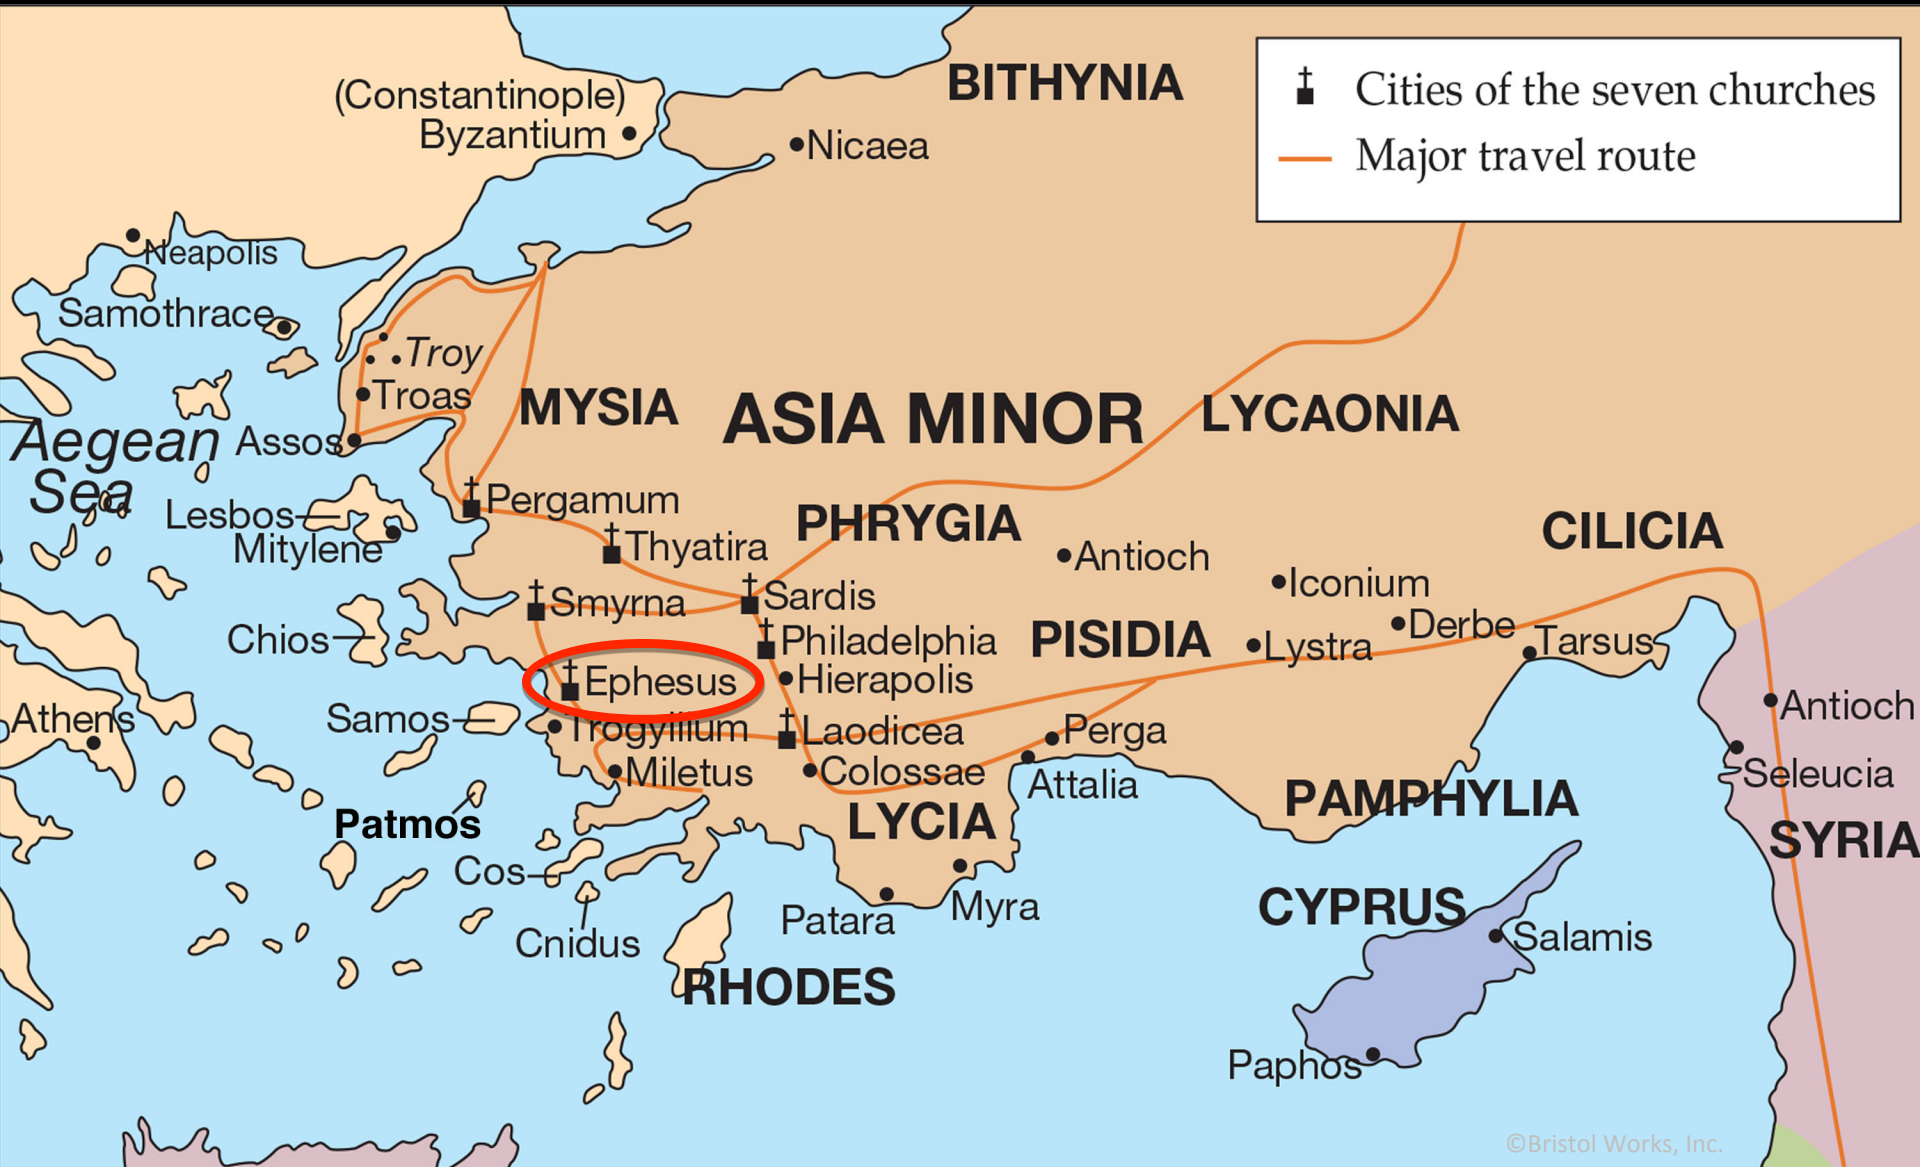 BITHYNIA
Cities of the seven churches
Major travel route
(Constantinople)
Byzantium
Nicaea
Neapolis
Samothrace
Troy
Troas
MYSIA
ASIA MINOR
LYCAONIA
Aegean
Sea
Assos
Pergamum
Lesbos
Mitylene
Thyatira
PHRYGIA
Antioch
CILICIA
Iconium
Smyrna
Sardis
Chios
Philadelphia
PISIDIA
Lystra
Derbe
Tarsus
Ephesus
Hierapolis
Athens
Samos
Trogyllium
Laodicea
Perga
Antioch
Miletus
Colossae
Attalia
Seleucia
Patmos
LYCIA
PAMPHYLIA
SYRIA
Cos
Patara
Myra
CYPRUS
Salamis
Cnidus
RHODES
Paphos
©Bristol Works, Inc.